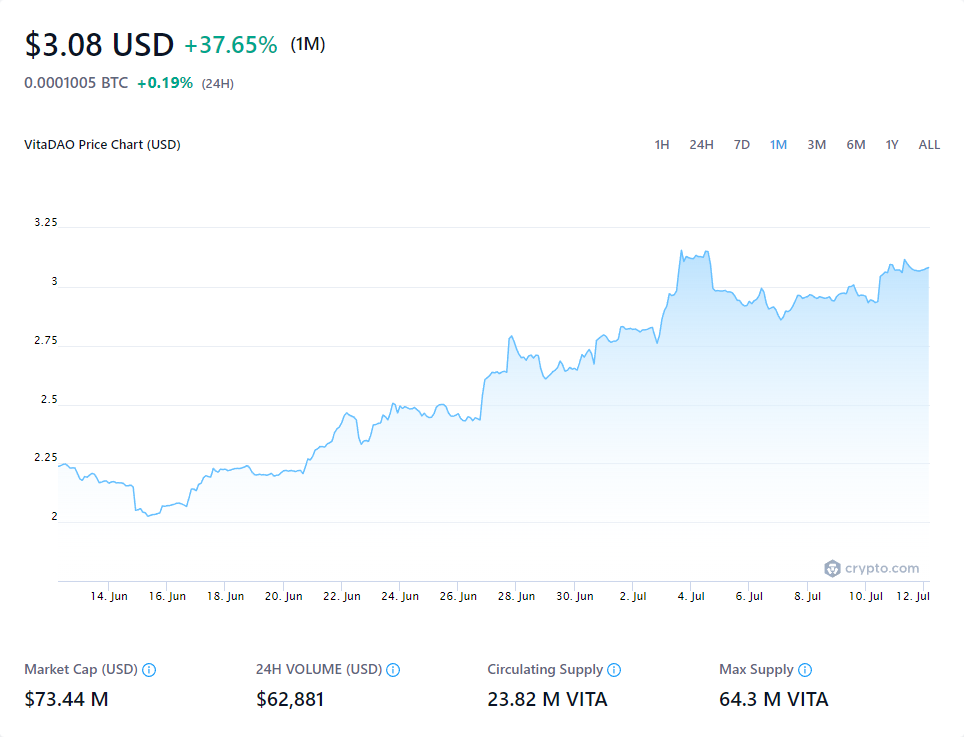 $3.08 USD +37.65% (1M)
0.0001005 BTC +0.19% (24H)
VitaDAO Price Chart (USD) 1H 24H 7D 1M 3M 6M 1Y ALL
3.25
3
2.75
2.5
2.25
2
crypto.com
14. Jun 16. Jun 18. Jun 20. Jun 22. Jun 24. Jun 26. Jun 28. Jun 30. Jun 2. Jul 4. Jul 6. Jul 8. Jul 10. Jul 12. Jul
Market Cap (USD) 24H VOLUME (USD) Circulating Supply Max Supply
$73.44 M $62,881 23.82 M VITA 64.3 M VITA